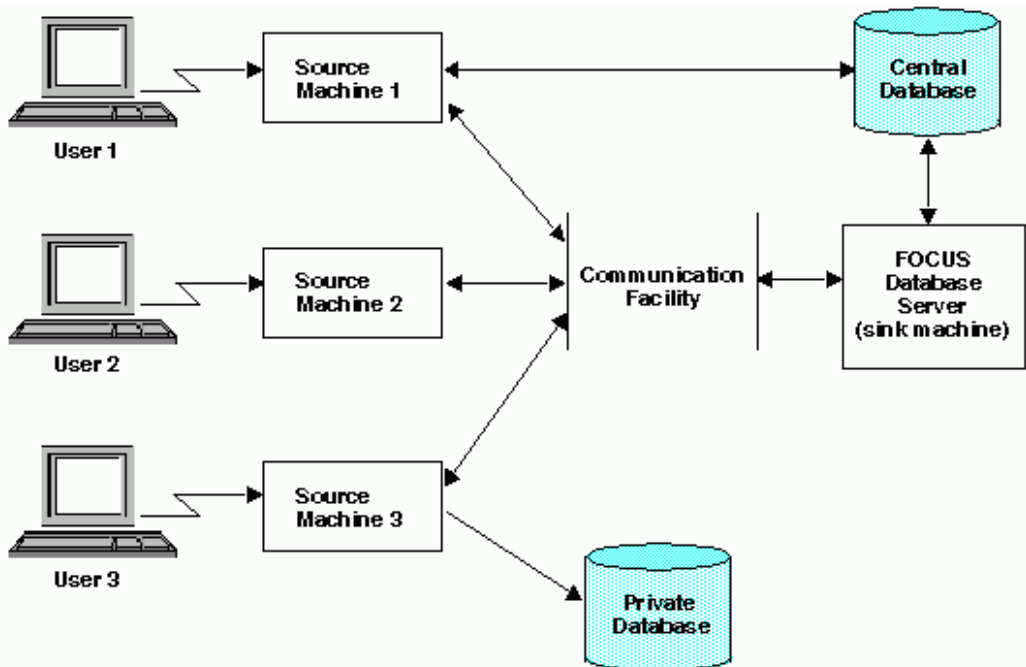 Source
Machine 1
Central
Database
User 1
Source
Machine 2
Communication
Facility
FOCUS
Database
Server
(sink machine)
User 2
Source
Machine 3
User 3
Private
Database